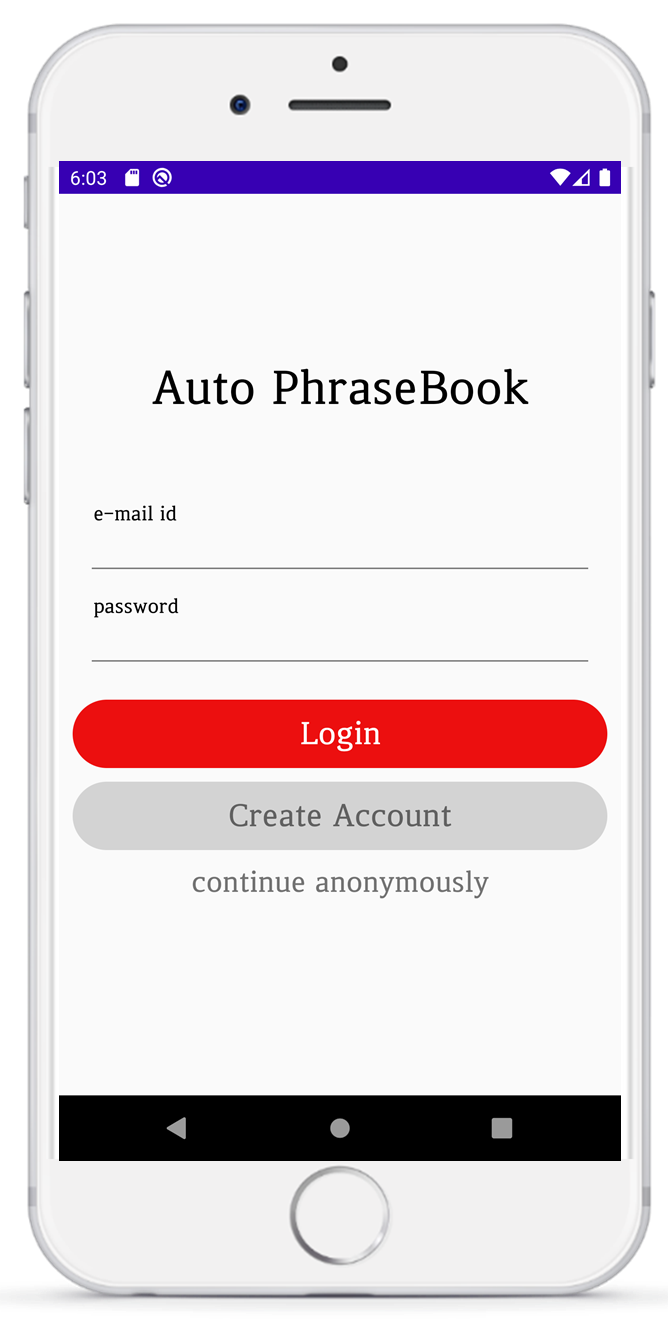 6:03
Auto PhraseBook
e-mail id
password
Login
Create Account
continue anonymously